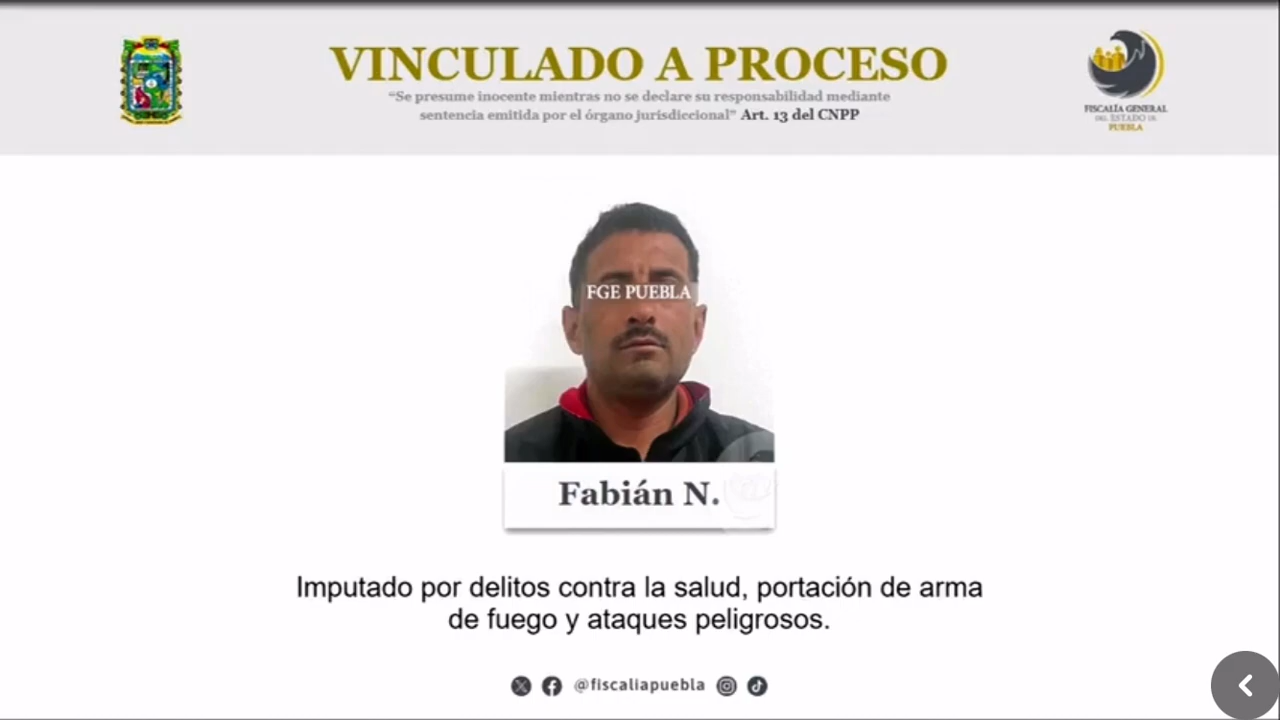 VINCULADO A PROCESO
“Se presume inocente mientras no se declare su responsabilidad mediante
sentencia emitida por el órgano jurisdiccional” Art. 13 del CNPP
FISCALÍA GENERAL
DEL ESTADO DE
PUEBLA
FGE PUEBLA
Fabián N.
Imputado por delitos contra la salud, portación de arma
de fuego y ataques peligrosos.
@fiscaliapuebla